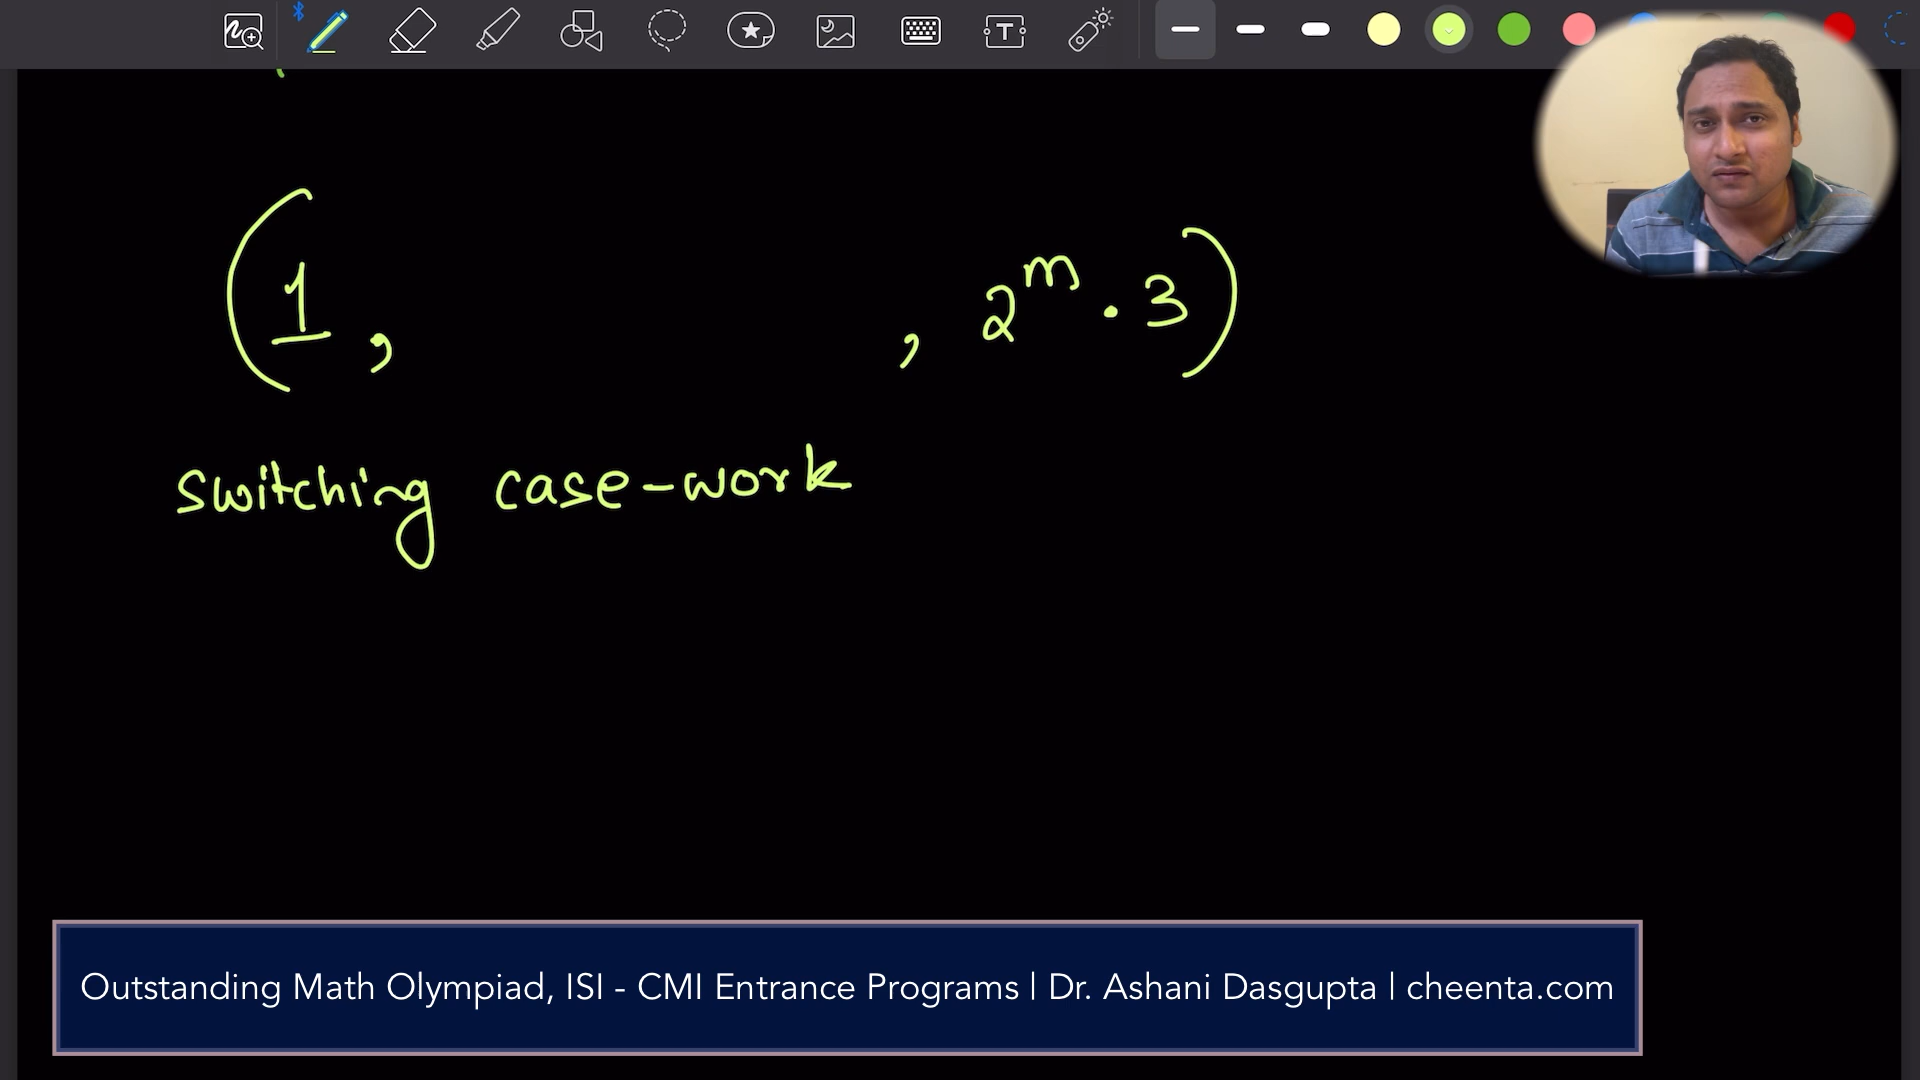 (1, , 2^m · 3)
switching case-work
Outstanding Math Olympiad, ISI - CMI Entrance Programs | Dr. Ashani Dasgupta | cheenta.com